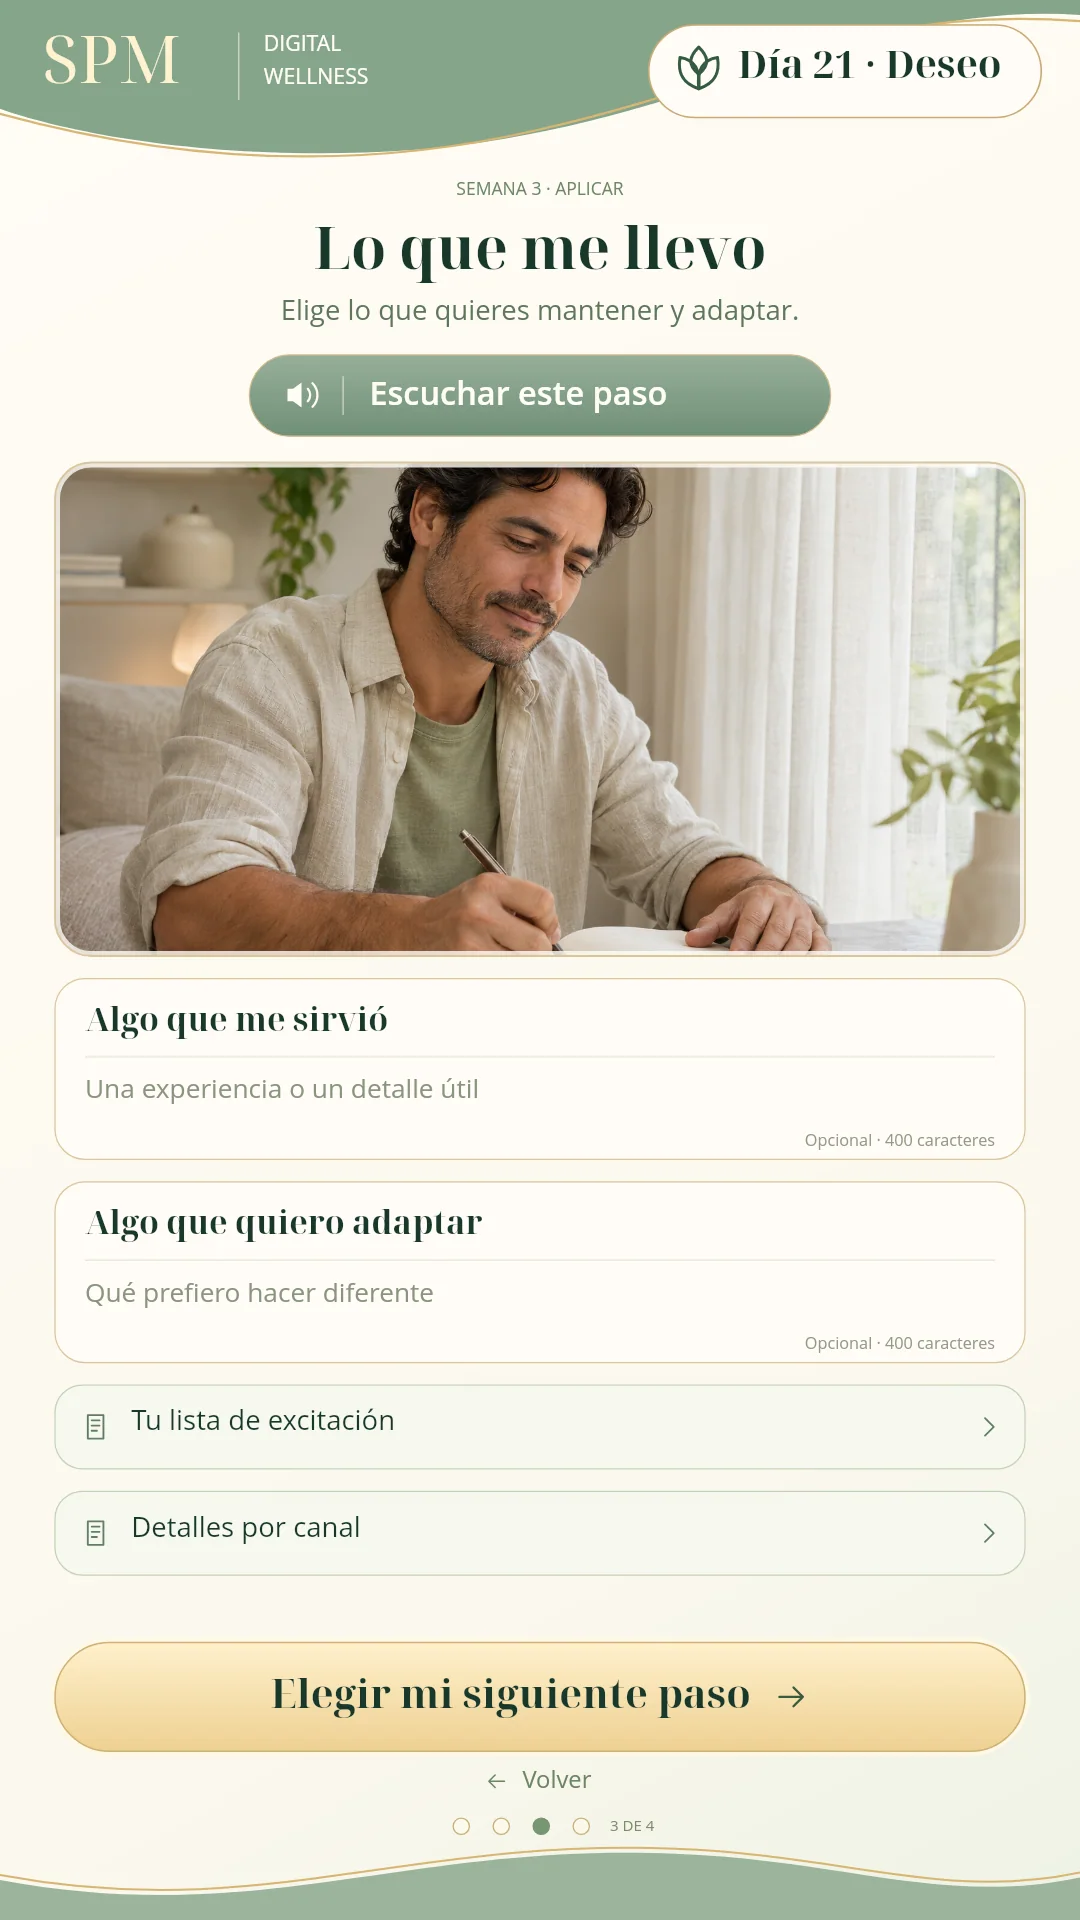 SPM
DIGITAL
WELLNESS
Día 21 · Deseo
SEMANA 3 · APLICAR
Lo que me llevo
Elige lo que quieres mantener y adaptar.
Escuchar este paso
Algo que me sirvió
Una experiencia o un detalle útil
Opcional · 400 caracteres
Algo que quiero adaptar
Qué prefiero hacer diferente
Opcional · 400 caracteres
Tu lista de excitación
Detalles por canal
Elegir mi siguiente paso →
← Volver
3 DE 4